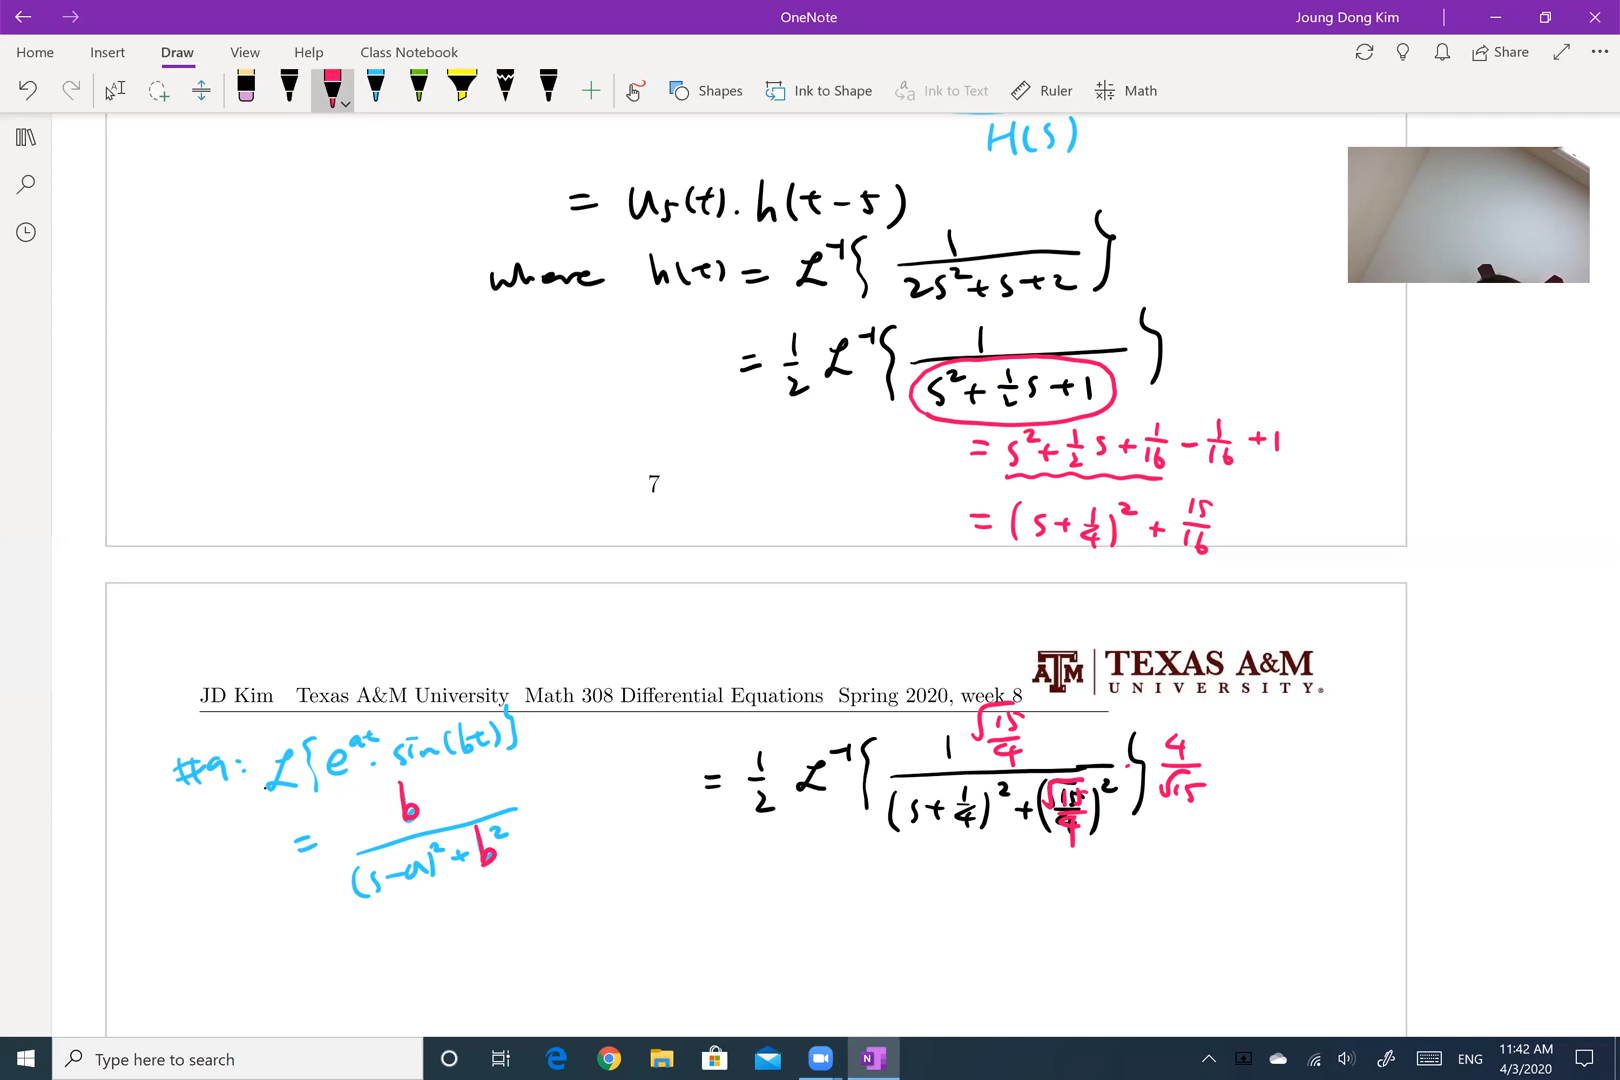 OneNote
Joung Dong Kim
Home Insert Draw View Help Class Notebook
Share
Shapes Ink to Shape Ink to Text Ruler Math
H(s)
= u₅(t) · h(t - 5)
where h(t) = ℒ⁻¹{ 1 / (2s² + s + 2) }
= 1/2 ℒ⁻¹{ 1 / (s² + 1/2 s + 1) }
= s² + 1/2 s + 1/16 - 1/16 + 1
7
= (s + 1/4)² + 15/16
TEXAS A&M
UNIVERSITY®
JD Kim Texas A&M University Math 308 Differential Equations Spring 2020, week 8
#9: ℒ{e^{at} · sin(bt)}
= b / ((s-a)² + b²)
= 1/2 ℒ⁻¹{ 1 √15/4 / ((s + 1/4)² + (√15/4)²) } · 4/√15
Type here to search
ENG
11:42 AM
4/3/2020